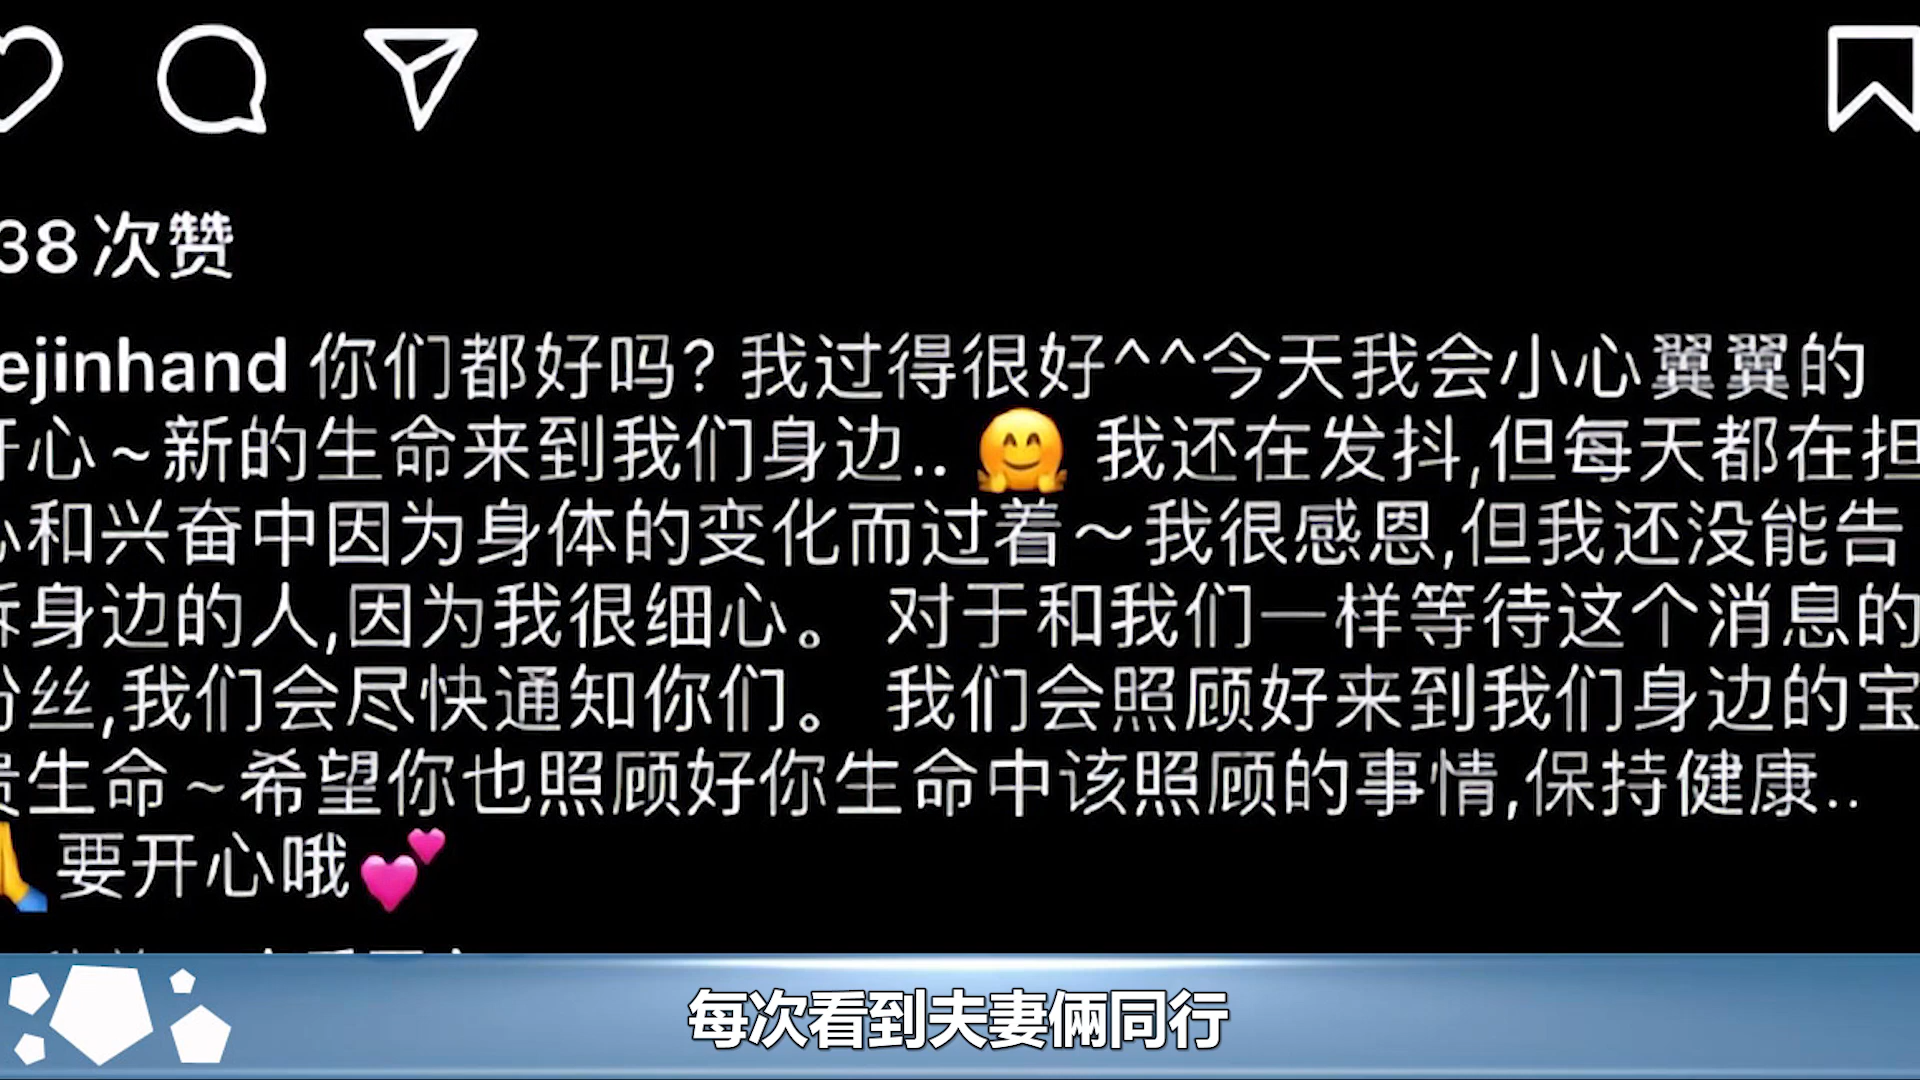 38次赞
ejinhand 你们都好吗? 我过得很好^^今天我会小心翼翼的
开心~新的生命来到我们身边.. 🤗 我还在发抖,但每天都在担
心和兴奋中因为身体的变化而过着～我很感恩,但我还没能告
诉身边的人,因为我很细心。 对于和我们一样等待这个消息的
粉丝,我们会尽快通知你们。 我们会照顾好来到我们身边的宝
贵生命~希望你也照顾好你生命中该照顾的事情,保持健康..
🙏 要开心哦💕
每次看到夫妻倆同行